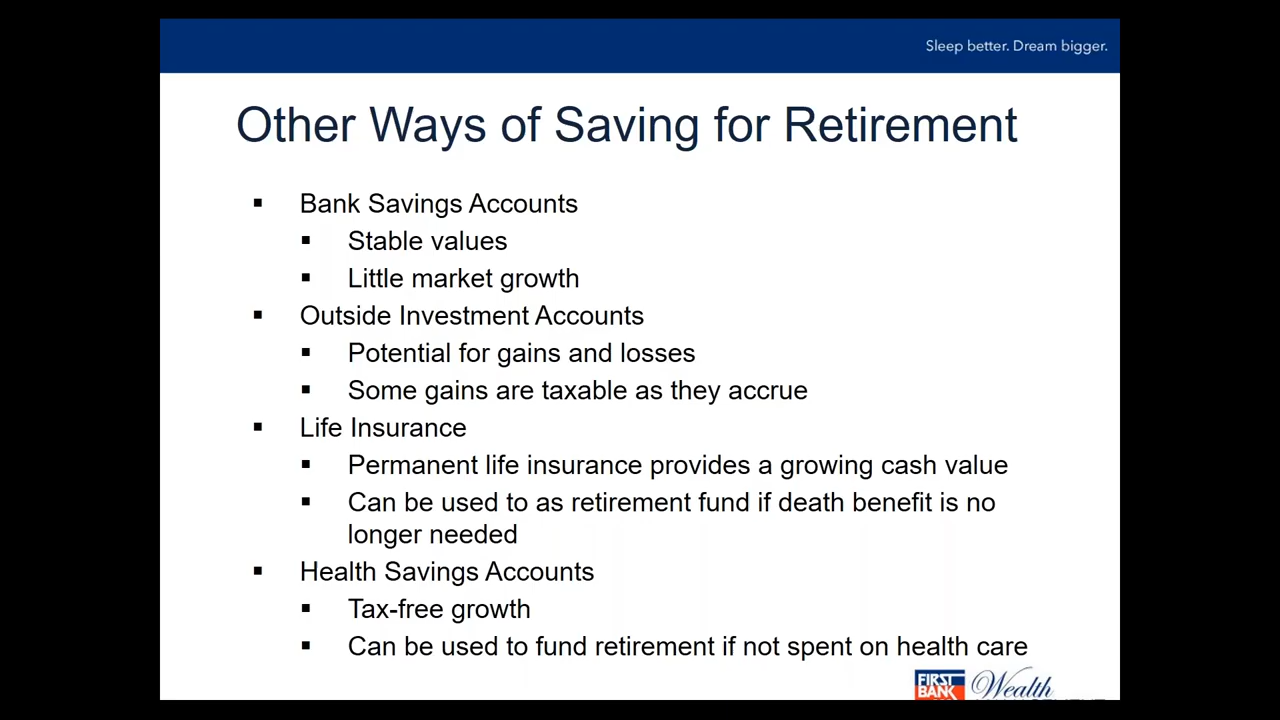 Sleep better. Dream bigger.
Other Ways of Saving for Retirement
▪ Bank Savings Accounts
▪ Stable values
▪ Little market growth
▪ Outside Investment Accounts
▪ Potential for gains and losses
▪ Some gains are taxable as they accrue
▪ Life Insurance
▪ Permanent life insurance provides a growing cash value
▪ Can be used to as retirement fund if death benefit is no
longer needed
▪ Health Savings Accounts
▪ Tax-free growth
▪ Can be used to fund retirement if not spent on health care
FIRST
BANK
Wealth